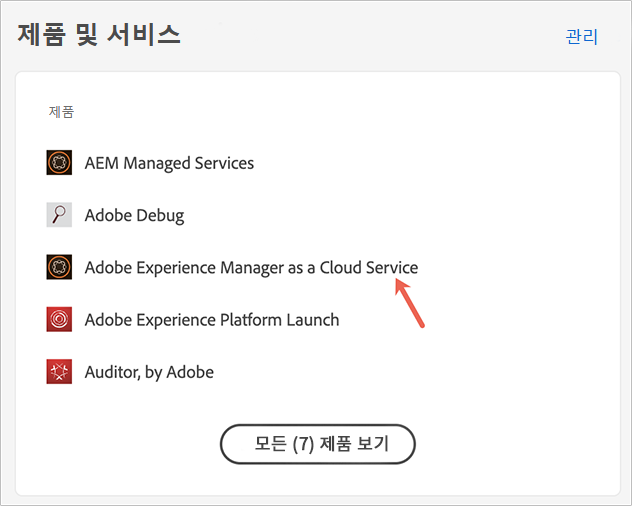 제품 및 서비스
관리
제품
AEM Managed Services
Adobe Debug
Adobe Experience Manager as a Cloud Service
Adobe Experience Platform Launch
Auditor, by Adobe
모든 (7) 제품 보기